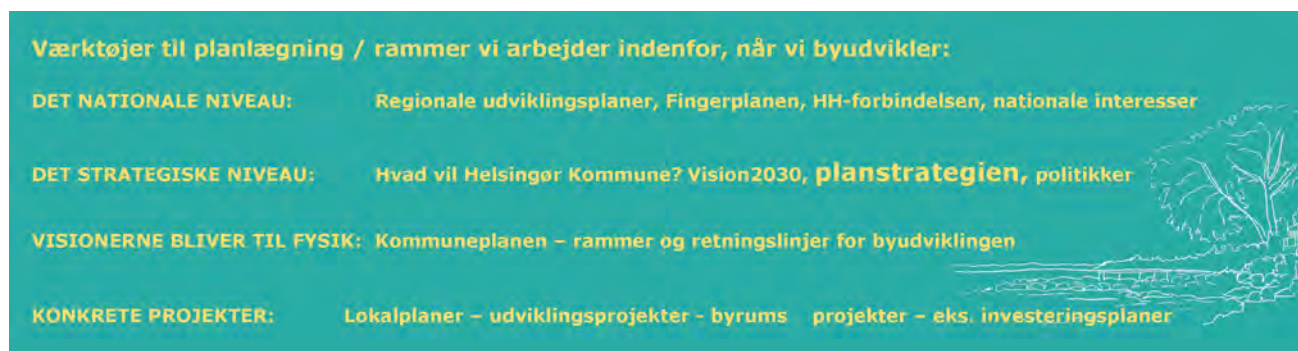 Værktøjer til planlægning / rammer vi arbejder indenfor, når vi byudvikler:
DET NATIONALE NIVEAU: Regionale udviklingsplaner, Fingerplanen, HH-forbindelsen, nationale interesser
DET STRATEGISKE NIVEAU: Hvad vil Helsingør Kommune? Vision2030, planstrategien, politikker
VISIONERNE BLIVER TIL FYSIK: Kommuneplanen – rammer og retningslinjer for byudviklingen
KONKRETE PROJEKTER: Lokalplaner – udviklingsprojekter - byrums projekter – eks. investeringsplaner